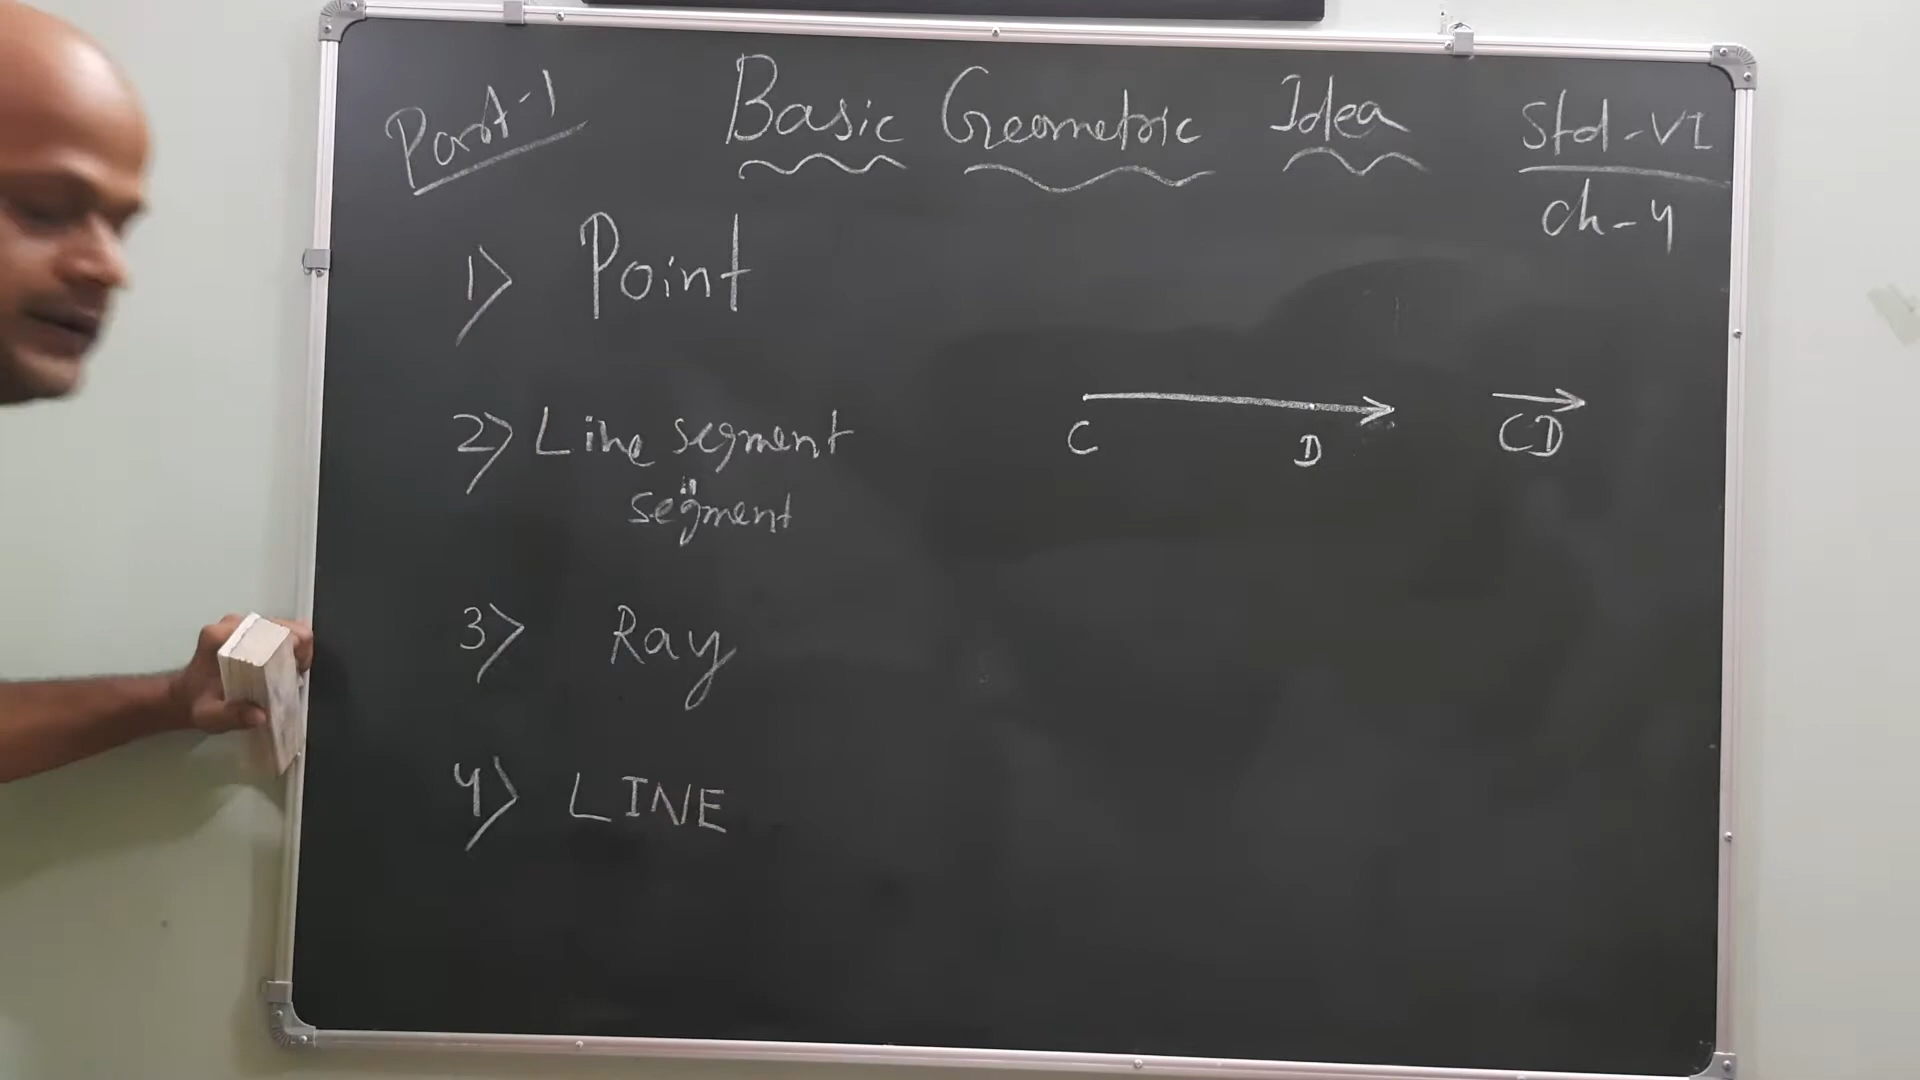 Part-1
Basic Geometric Idea
Std-VI
ch-4
1) Point
2) Line segment
segment
C D
CD
3) Ray
4) LINE